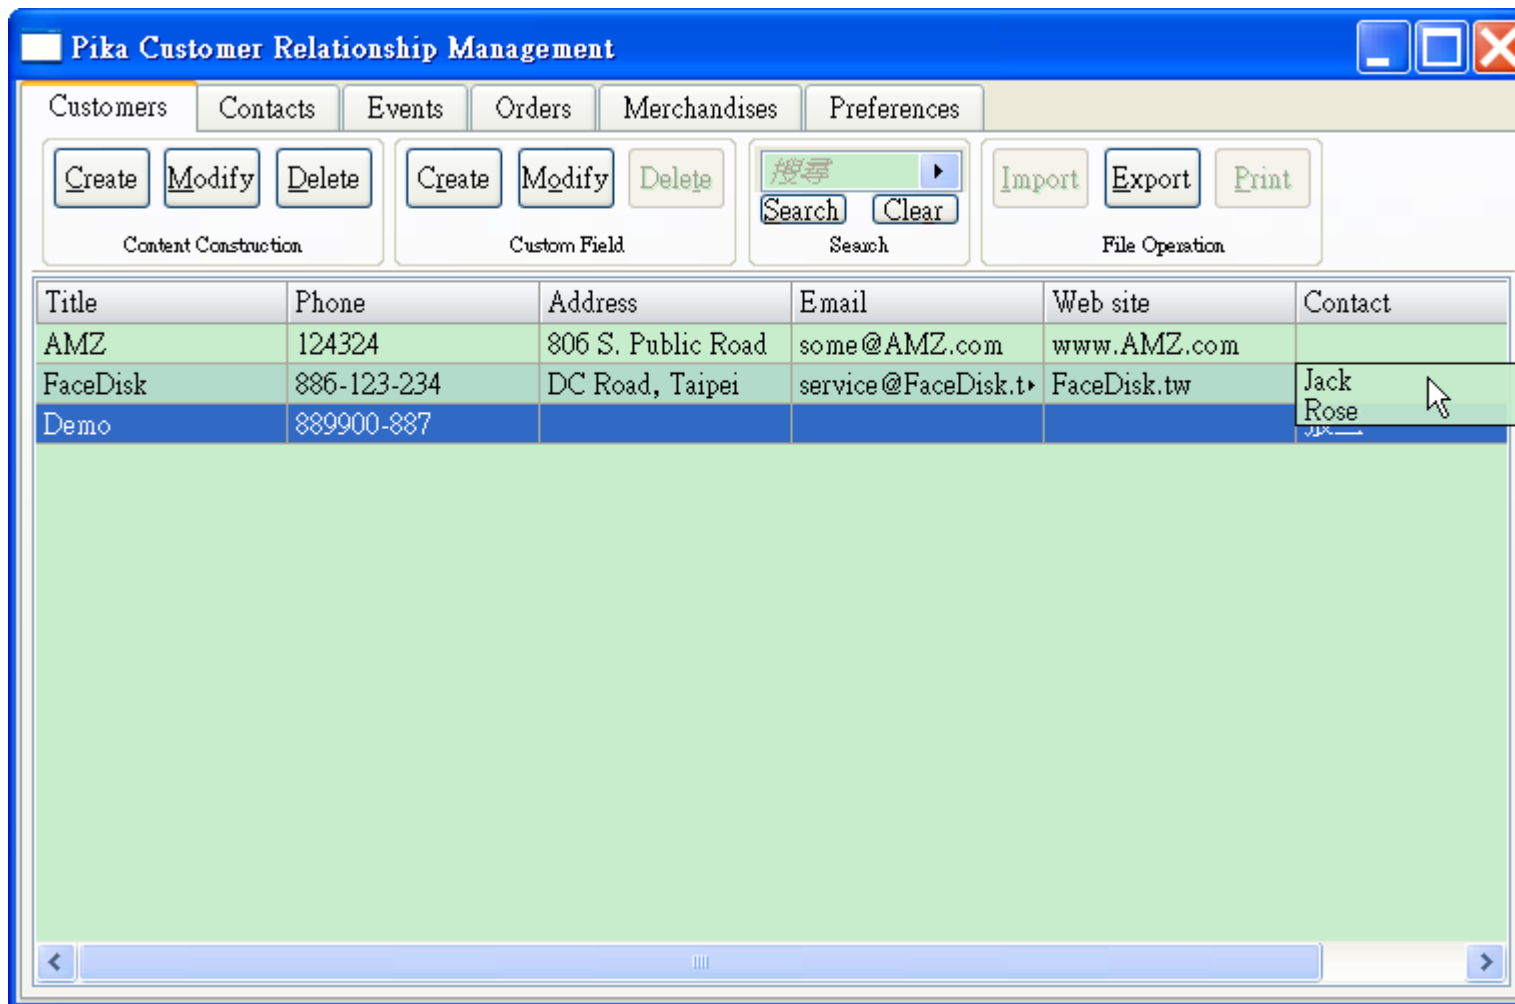 Pika Customer Relationship Management
Customers Contacts Events Orders Merchandises Preferences
Create Modify Delete Create Modify Delete 搜尋 Import Export Print
Search Clear
Content Construction Custom Field Search File Operation
Title Phone Address Email Web site Contact
AMZ 124324 806 S. Public Road some@AMZ.com www.AMZ.com
FaceDisk 886-123-234 DC Road, Taipei service@FaceDisk.t FaceDisk.tw Jack
Rose
Demo 889900-887